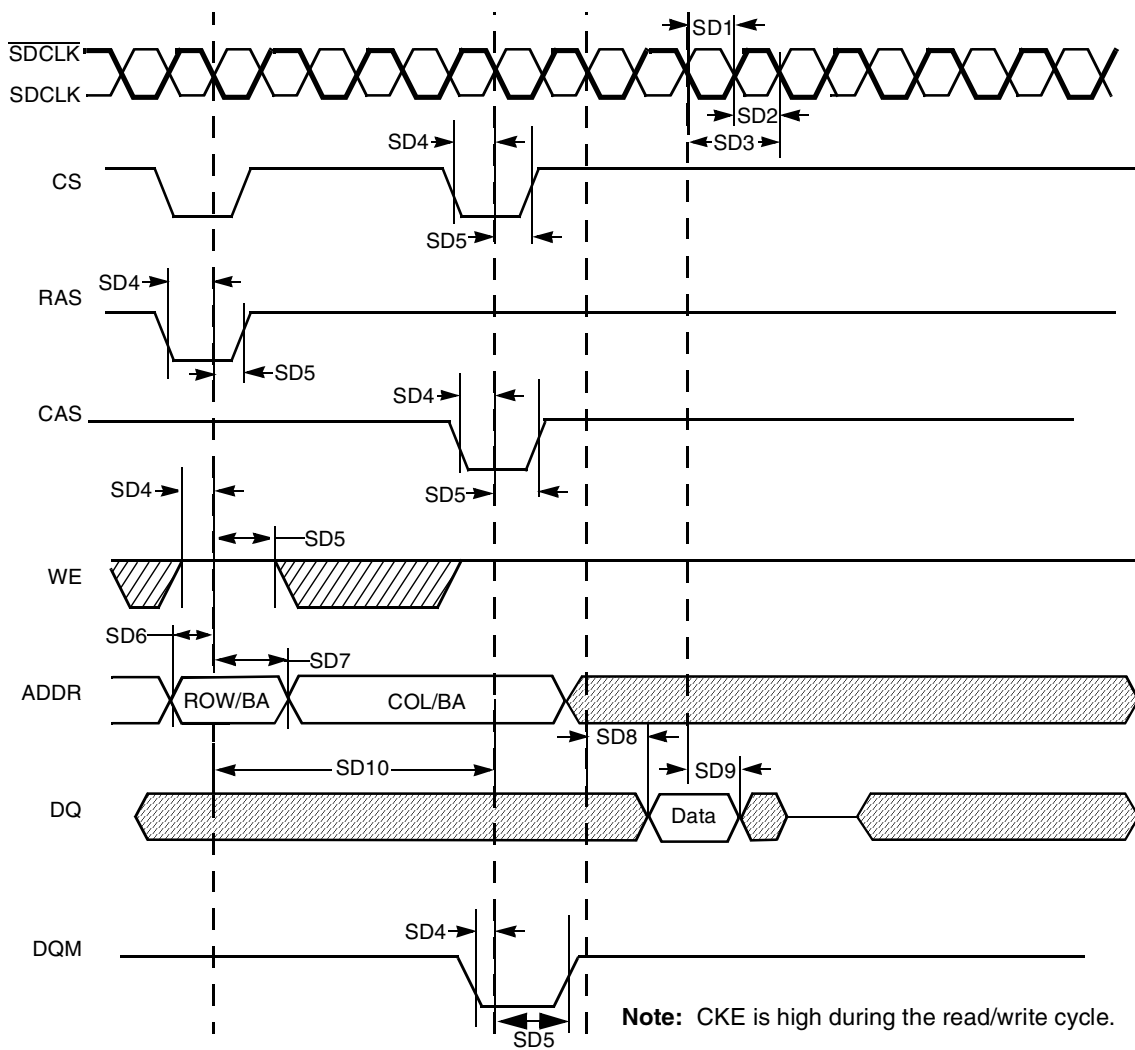 SD1
SDCLK
SDCLK
SD2
SD4
SD3
CS
SD5
SD4
RAS
SD5
SD4
CAS
SD4
SD5
SD5
WE
SD6
SD7
ADDR
ROW/BA
COL/BA
SD8
SD10
SD9
DQ
Data
SD4
DQM
Note: CKE is high during the read/write cycle.
SD5